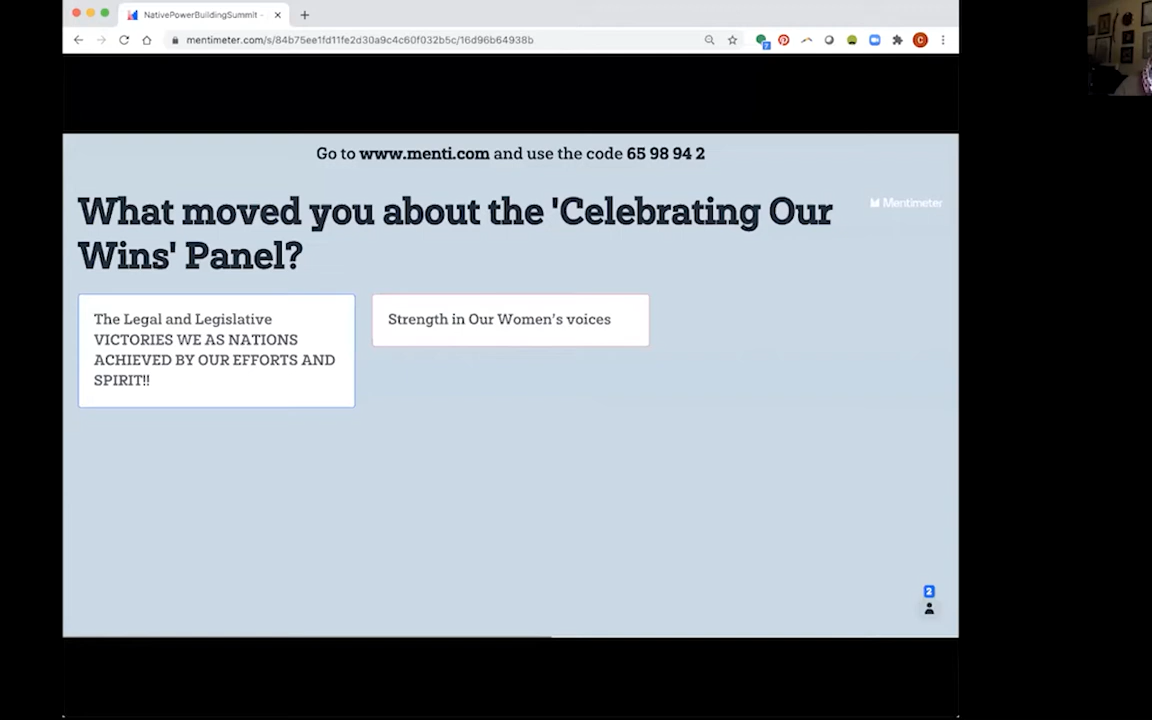 NativePowerBuildingSummit -
mentimeter.com/s/84b75ee1fd11fe2d30a9c4c60f032b5c/16d96b64938b
Go to www.menti.com and use the code 65 98 94 2
What moved you about the 'Celebrating Our
Wins' Panel?
Mentimeter
The Legal and Legislative
VICTORIES WE AS NATIONS
ACHIEVED BY OUR EFFORTS AND
SPIRIT!!
Strength in Our Women's voices
2